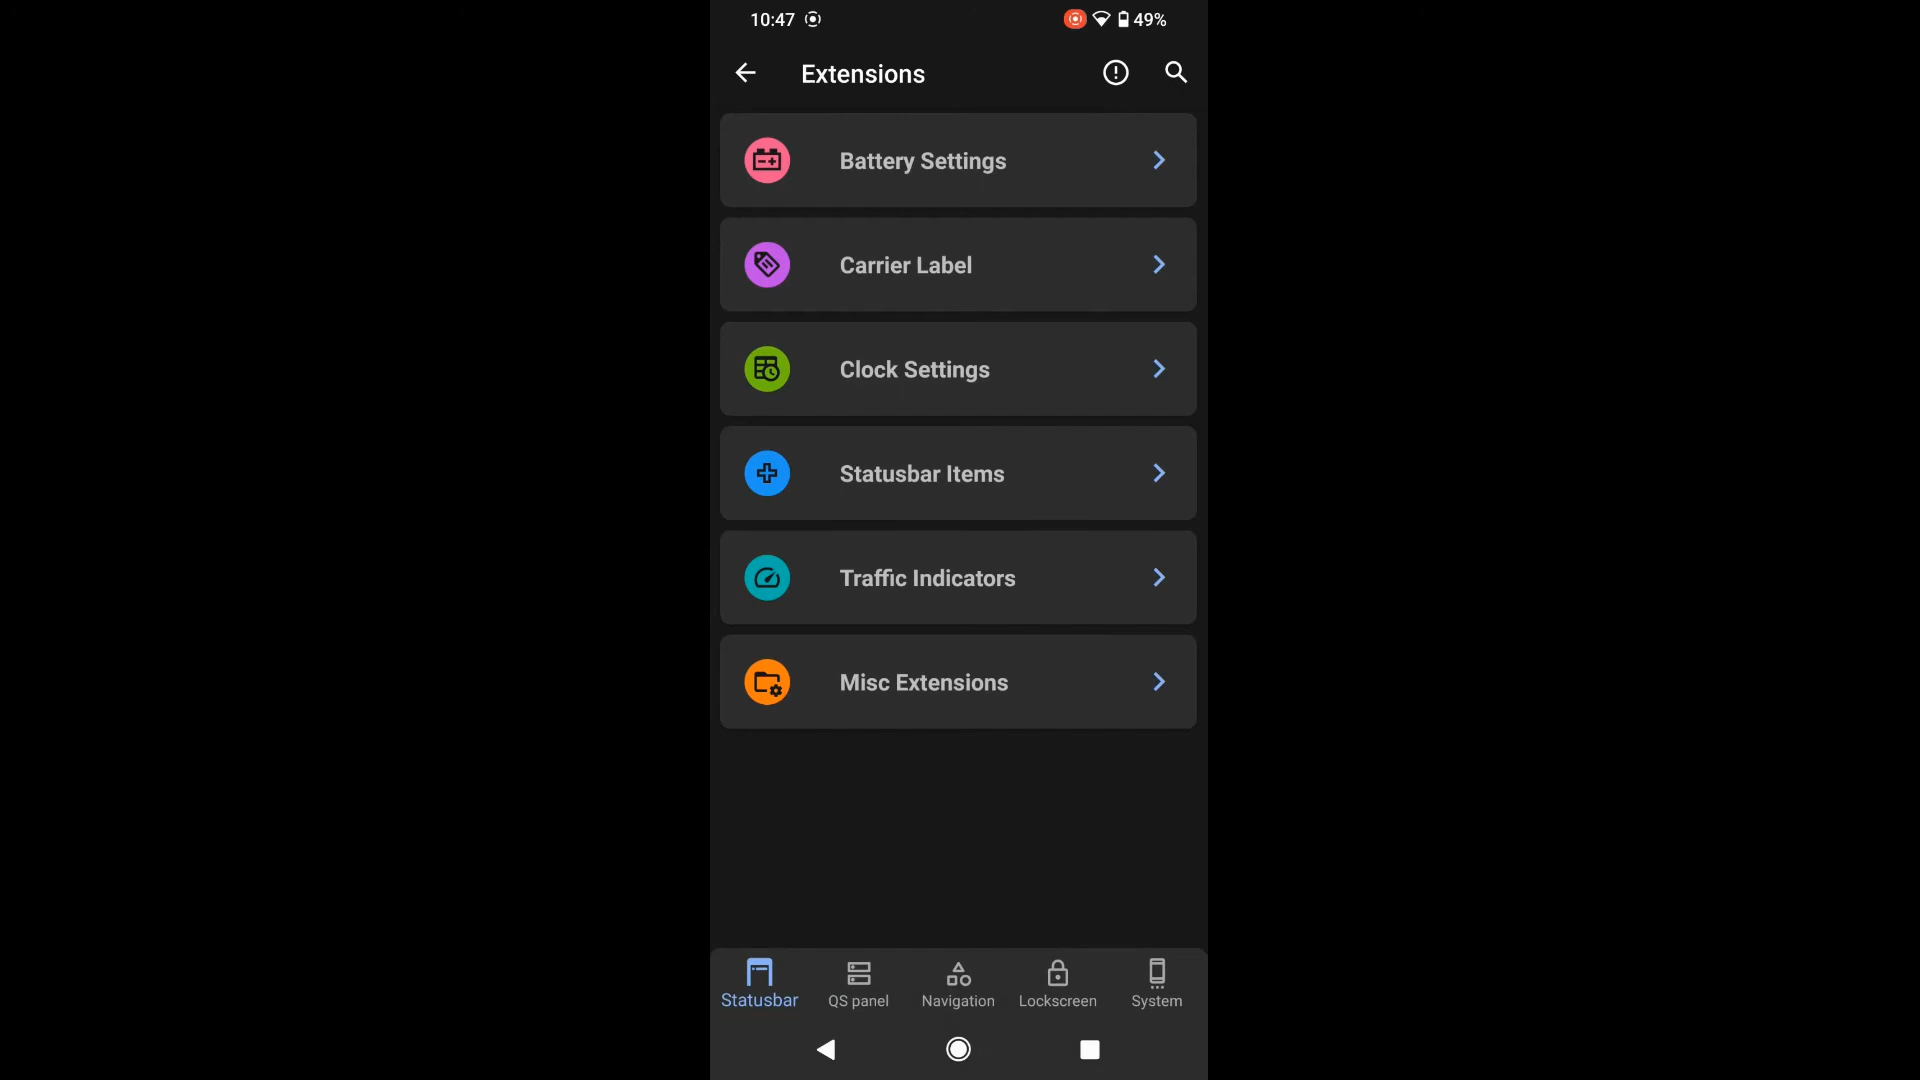 10:47
49%
Extensions
Battery Settings
Carrier Label
Clock Settings
Statusbar Items
Traffic Indicators
Misc Extensions
Statusbar
QS panel
Navigation
Lockscreen
System